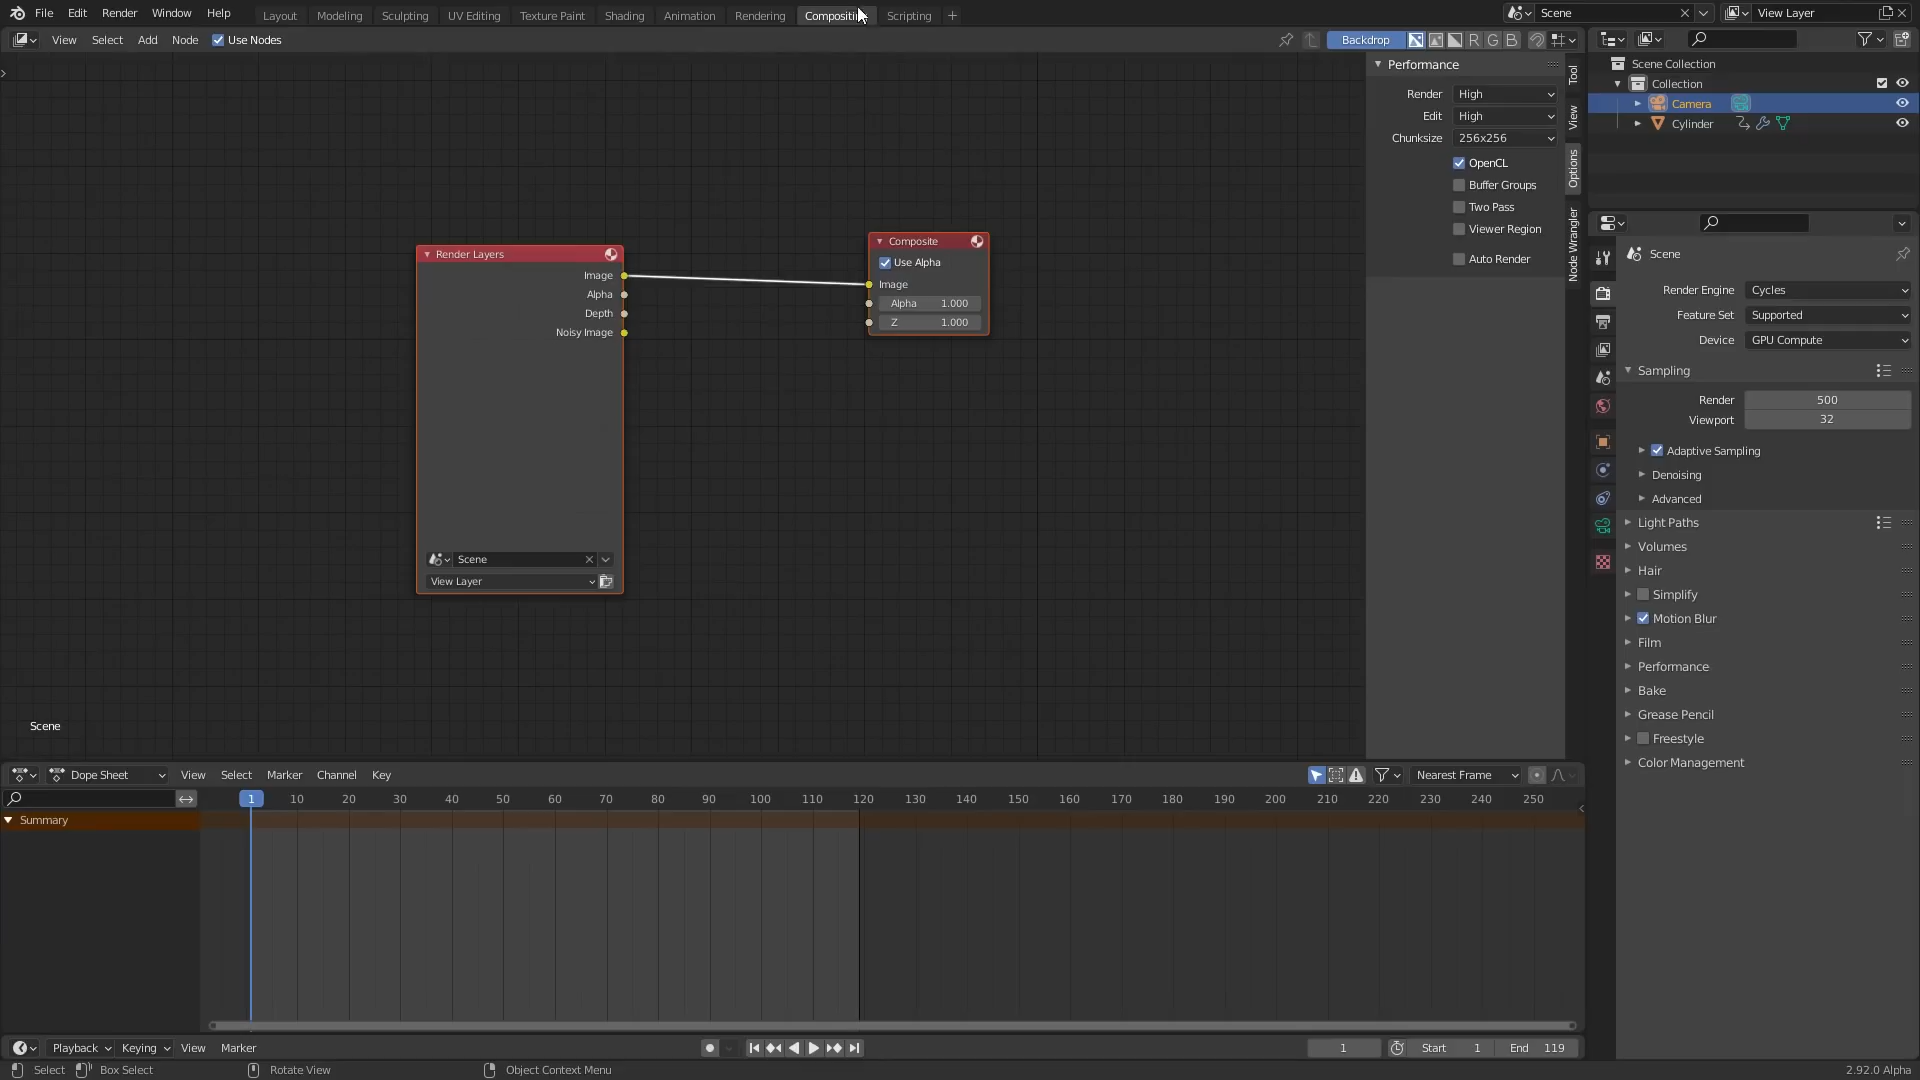 File Edit Render Window Help
Layout Modeling Sculpting UV Editing Texture Paint Shading Animation Rendering Compositin Scripting +
Scene
View Layer
View Select Add Node Use Nodes
Backdrop R G B
Performance
Render High
Edit High
Chunksize 256x256
OpenCL
Buffer Groups
Two Pass
Viewer Region
Auto Render
Tool
View
Options
Node Wrangler
Render Layers
Image
Alpha
Depth
Noisy Image
Scene
View Layer
Composite
Use Alpha
Image
Alpha 1.000
Z 1.000
Scene
Scene Collection
Collection
Camera
Cylinder
Scene
Render Engine Cycles
Feature Set Supported
Device GPU Compute
Sampling
Render 500
Viewport 32
Adaptive Sampling
Denoising
Advanced
Light Paths
Volumes
Hair
Simplify
Motion Blur
Film
Performance
Bake
Grease Pencil
Freestyle
Color Management
Dope Sheet View Select Marker Channel Key
Nearest Frame
1 10 20 30 40 50 60 70 80 90 100 110 120 130 140 150 160 170 180 190 200 210 220 230 240 250
Summary
Playback Keying View Marker
1 Start 1 End 119
Select Box Select Rotate View Object Context Menu
2.92.0 Alpha